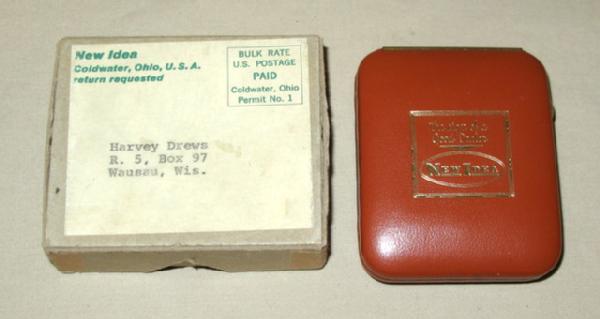 New Idea
Coldwater, Ohio, U.S.A.
return requested
BULK RATE
U.S. POSTAGE
PAID
Coldwater, Ohio
Permit No. 1
Harvey Drews
R. 5, Box 97
Wausau, Wis.
NEW IDEA